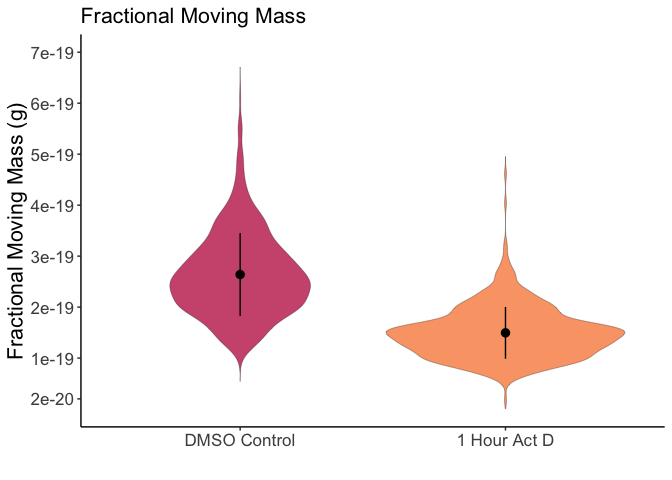 Fractional Moving Mass
Fractional Moving Mass (g)
7e-19
6e-19
5e-19
4e-19
3e-19
2e-19
1e-19
2e-20
DMSO Control
1 Hour Act D